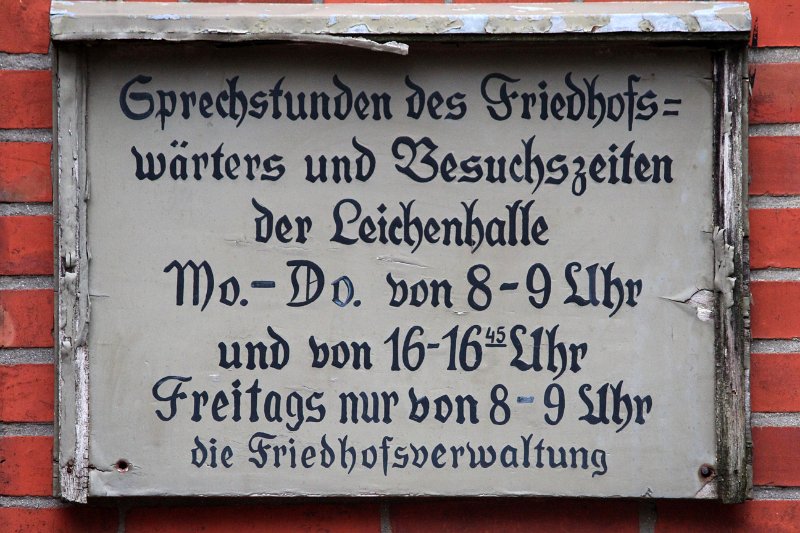 Sprechstunden des Friedhofs=
wärters und Besuchszeiten
der Leichenhalle
Mo.-Do. von 8-9 Uhr
und von 16-16⁴⁵ Uhr
Freitags nur von 8-9 Uhr
die Friedhofsverwaltung